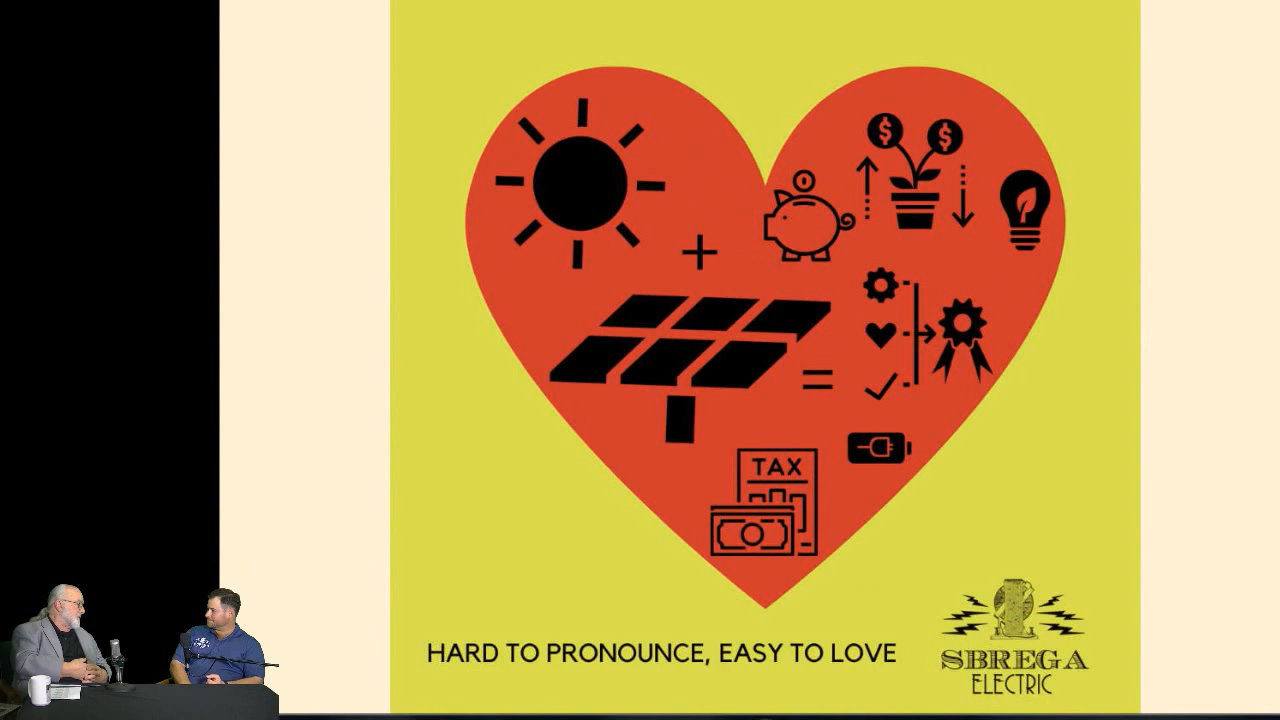 $ $
TAX
HARD TO PRONOUNCE, EASY TO LOVE
SBREGA
ELECTRIC